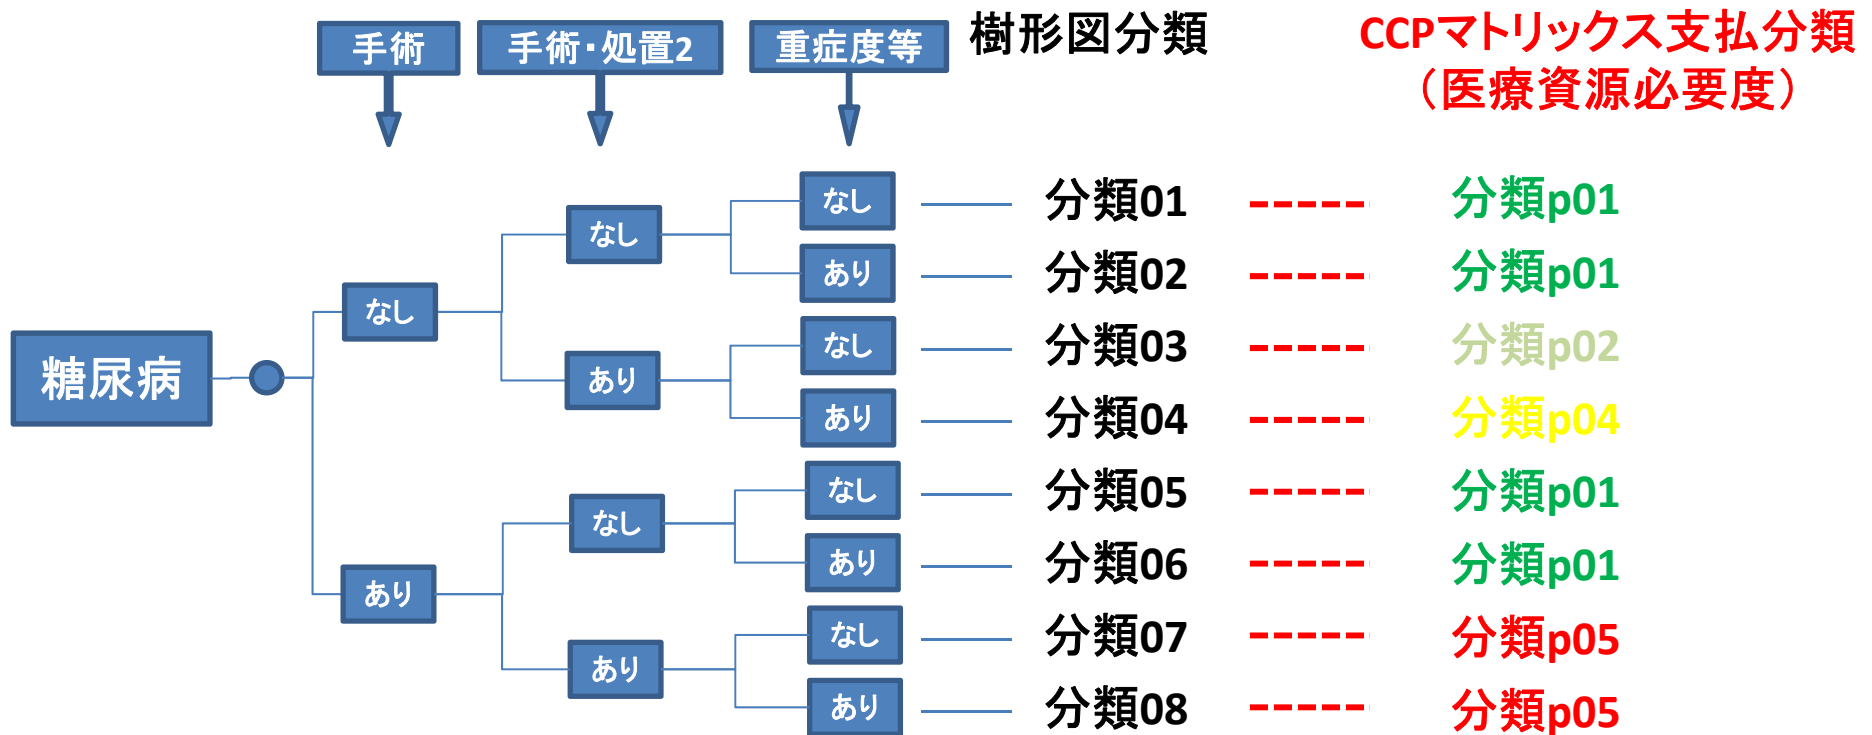 手術
手術・処置2
重症度等
樹形図分類
CCPマトリックス支払分類
（医療資源必要度）
糖尿病
なし
なし
なし
分類01
分類p01
あり
分類02
分類p01
あり
なし
分類03
分類p02
あり
分類04
分類p04
あり
なし
なし
分類05
分類p01
あり
分類06
分類p01
あり
なし
分類07
分類p05
あり
分類08
分類p05